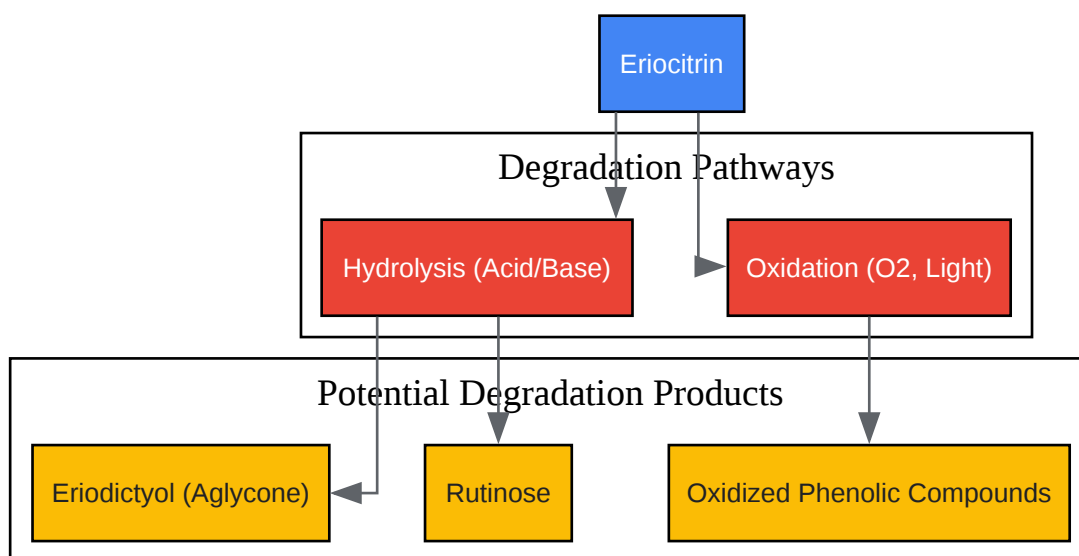 Eriocitrin
Degradation Pathways
Hydrolysis (Acid/Base)
Oxidation (O2, Light)
Potential Degradation Products
Eriodictyol (Aglycone)
Rutinose
Oxidized Phenolic Compounds